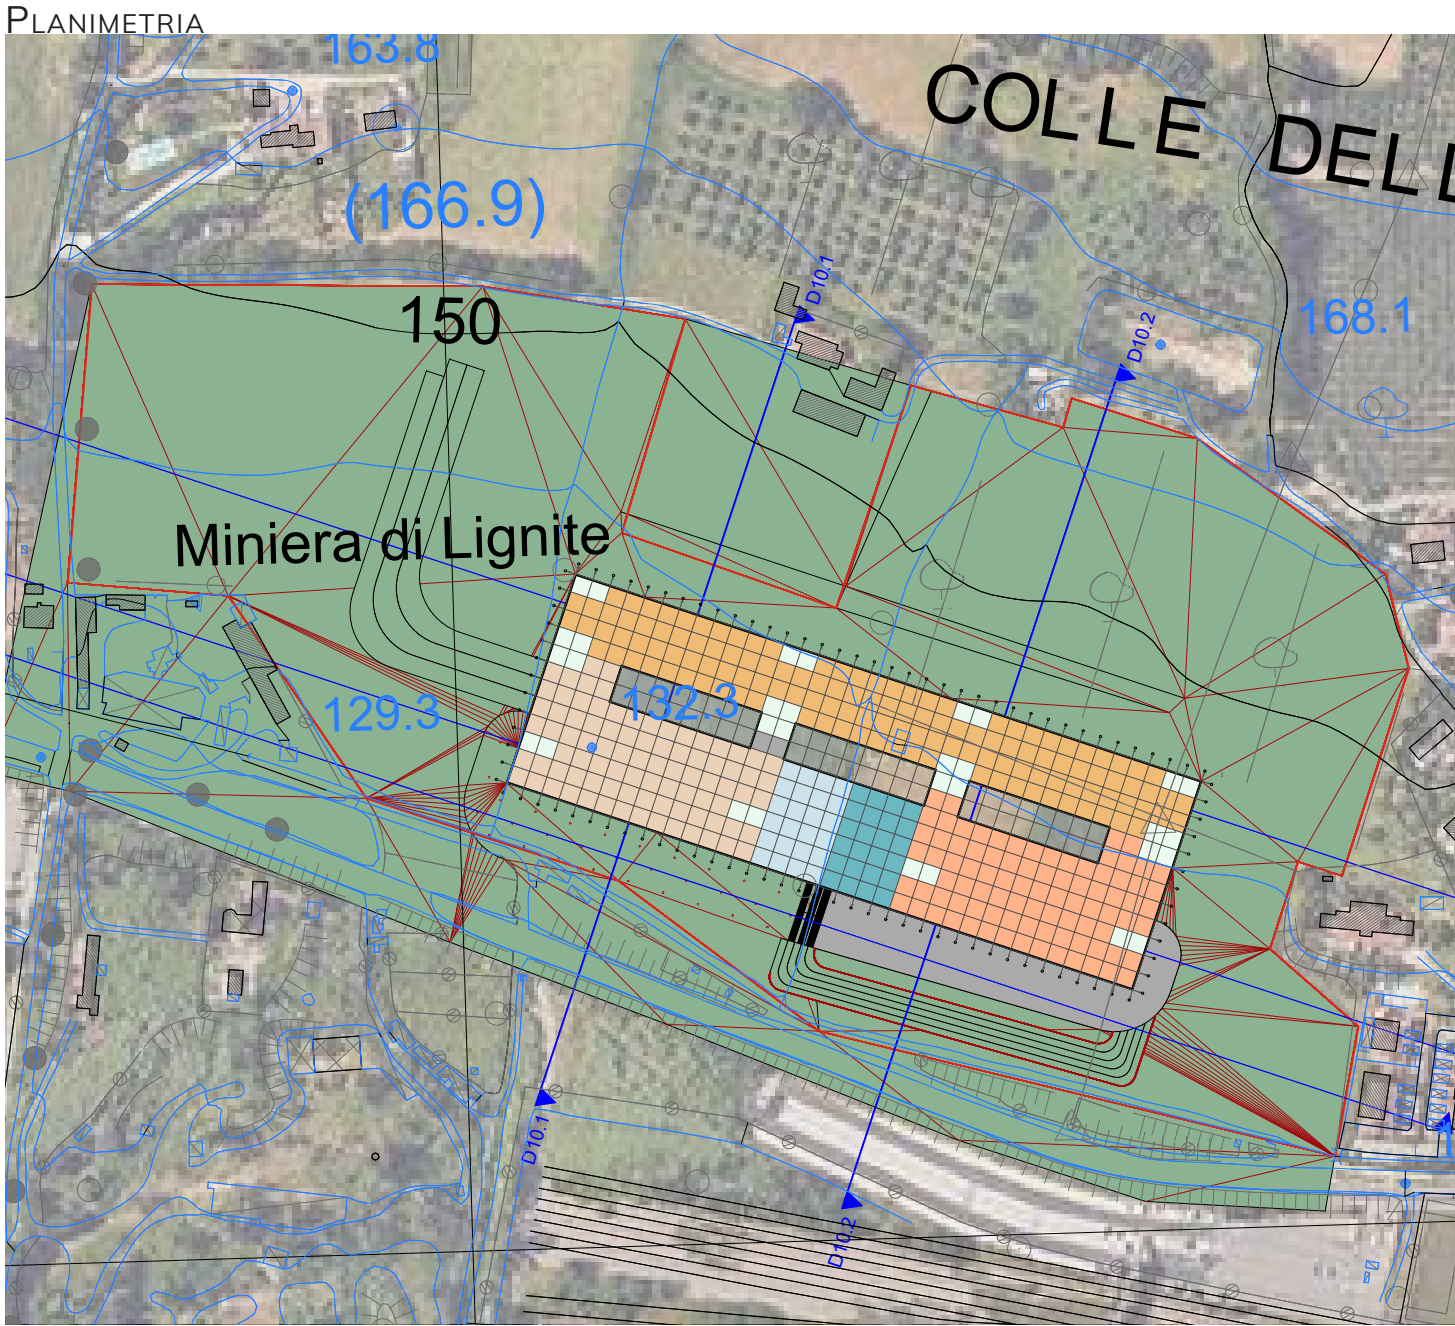 PLANIMETRIA
163.8
COLLE DELL
(166.9)
D10.1
D10.2
168.1
150
Miniera di Lignite
129.3
132.3
D10.1
D10.2